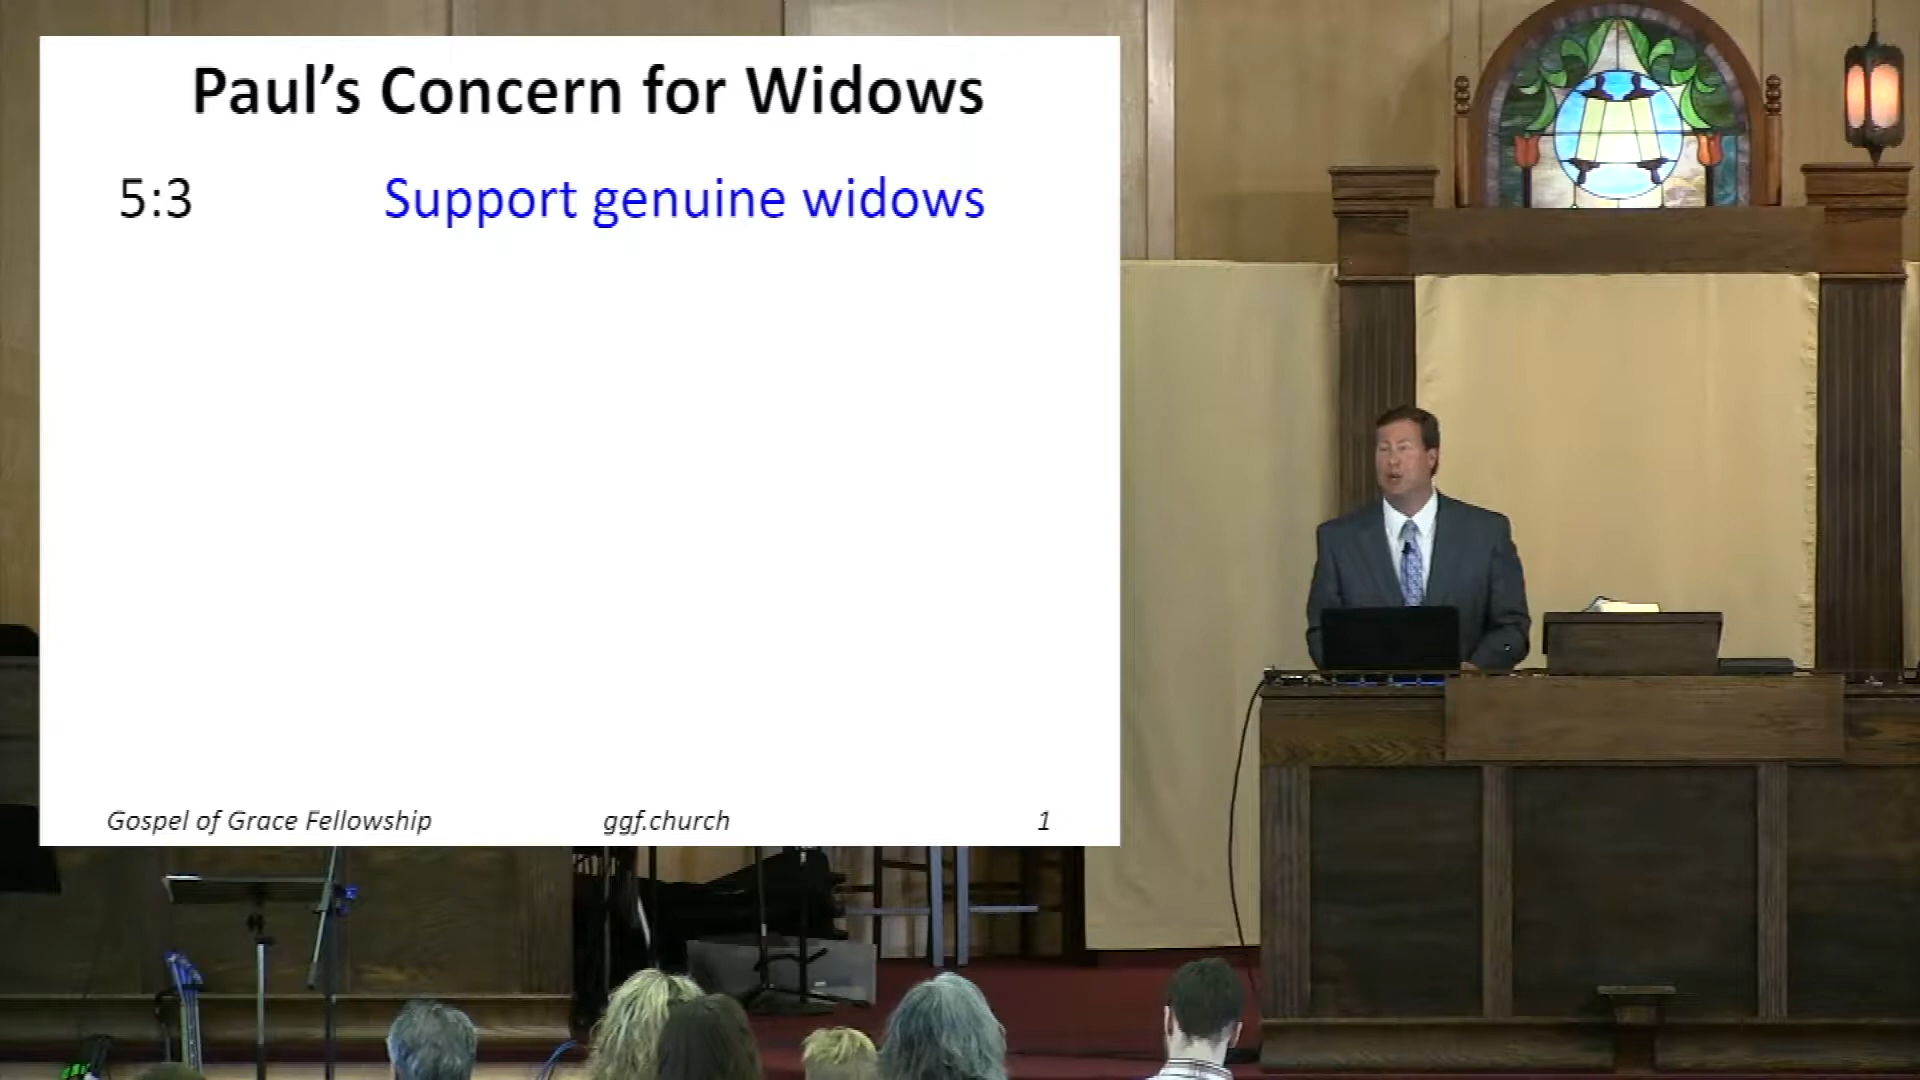 Paul's Concern for Widows
5:3 Support genuine widows
Gospel of Grace Fellowship ggf.church 1